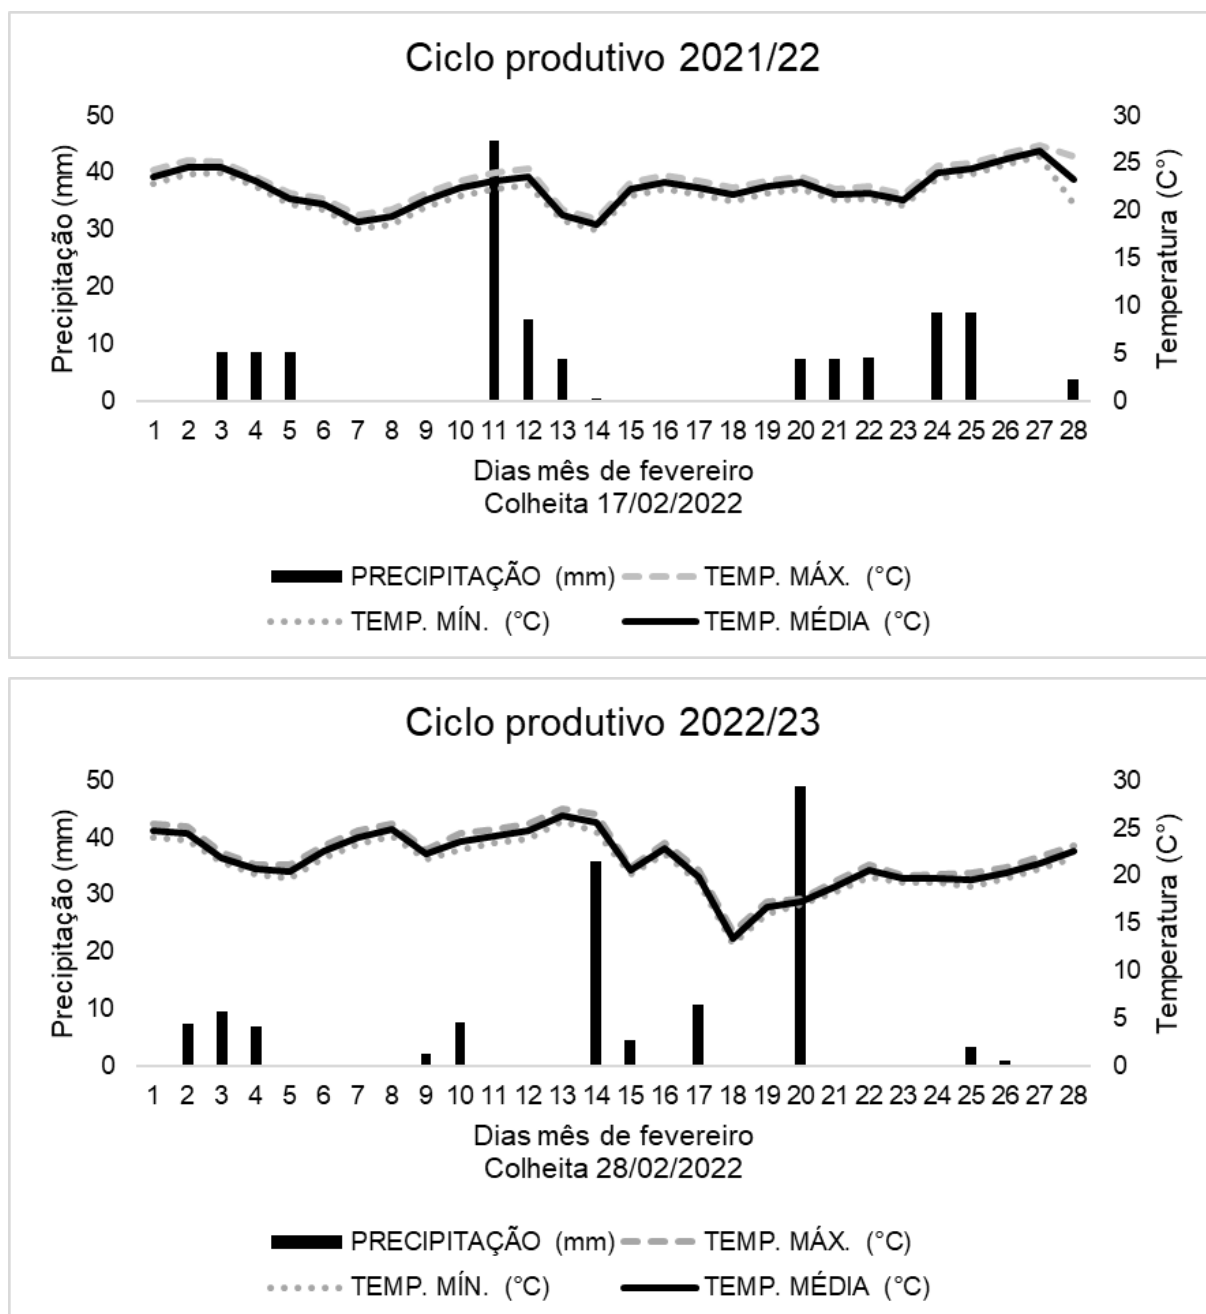 Ciclo produtivo 2021/22
50
40
30
20
10
0
Precipitação (mm)
30
25
20
15
10
5
0
Temperatura (C°)
1 2 3 4 5 6 7 8 9 10 11 12 13 14 15 16 17 18 19 20 21 22 23 24 25 26 27 28
Dias mês de fevereiro
Colheita 17/02/2022
PRECIPITAÇÃO (mm) TEMP. MÁX. (°C)
TEMP. MÍN. (°C) TEMP. MÉDIA (°C)
Ciclo produtivo 2022/23
50
40
30
20
10
0
Precipitação (mm)
30
25
20
15
10
5
0
Temperatura (C°)
1 2 3 4 5 6 7 8 9 10 11 12 13 14 15 16 17 18 19 20 21 22 23 24 25 26 27 28
Dias mês de fevereiro
Colheita 28/02/2022
PRECIPITAÇÃO (mm) TEMP. MÁX. (°C)
TEMP. MÍN. (°C) TEMP. MÉDIA (°C)